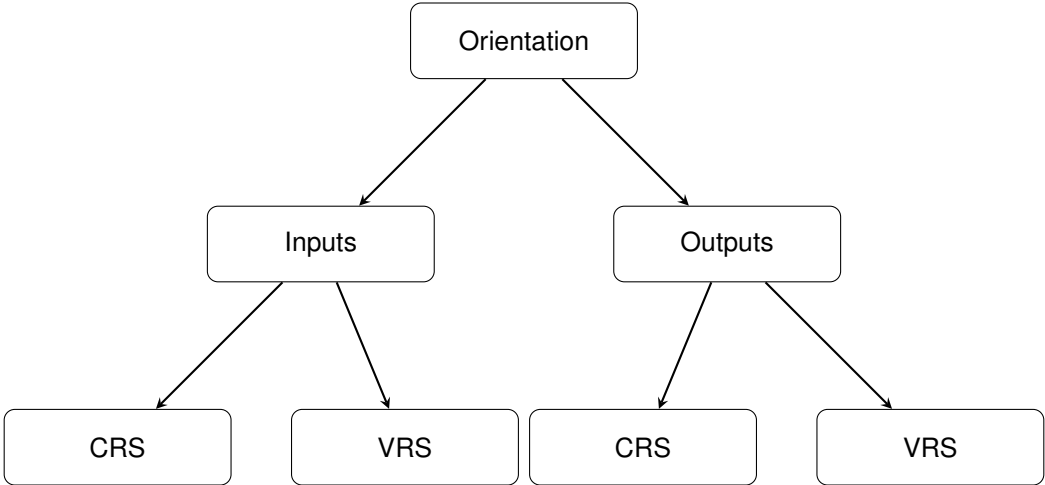 Orientation
Inputs
Outputs
CRS
VRS
CRS
VRS